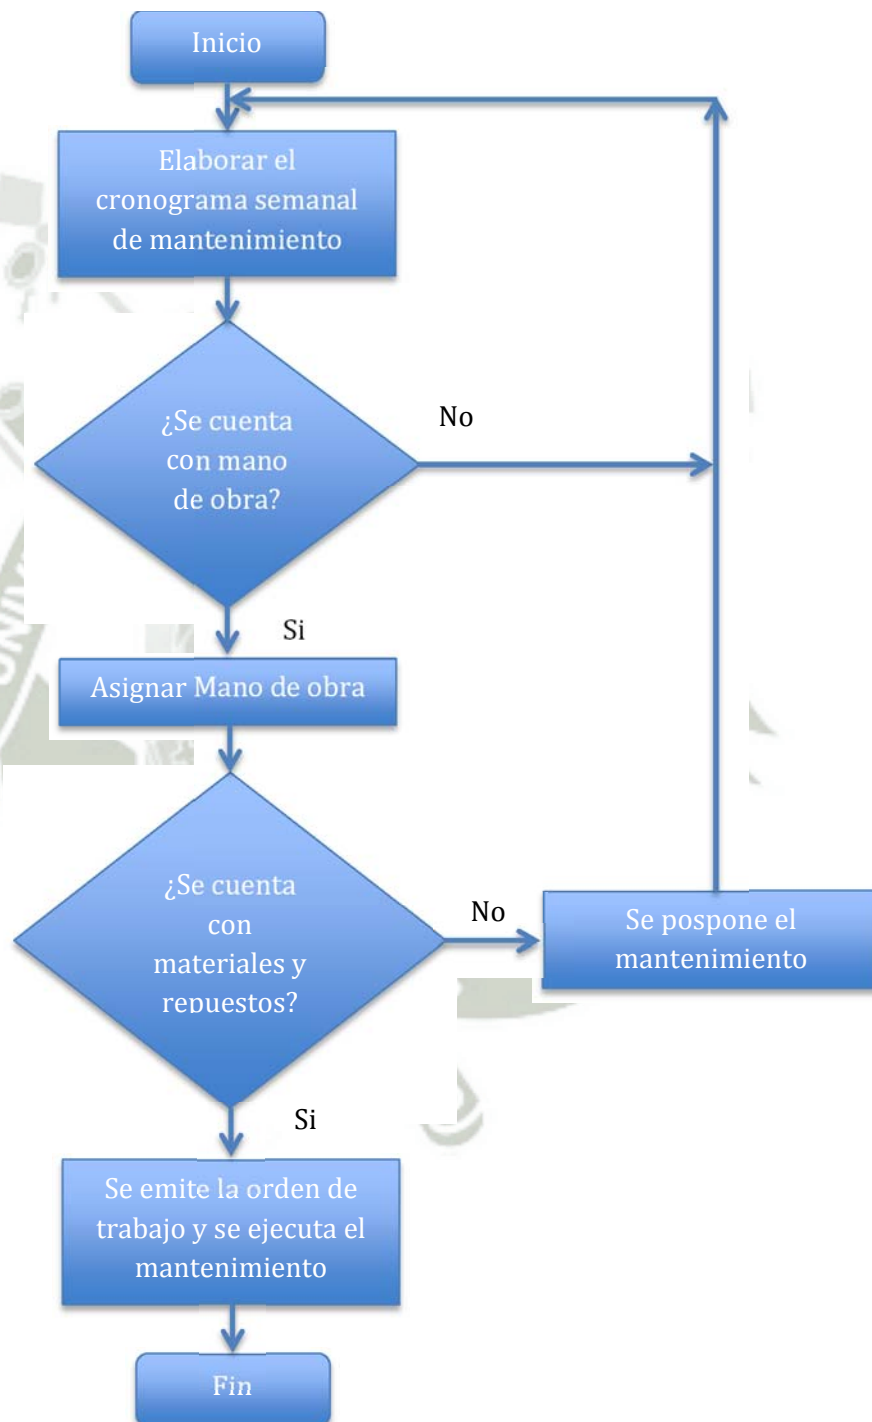 Inicio
Elaborar el
cronograma semanal
de mantenimiento
¿Se cuenta
con mano
de obra?
No
Si
Asignar Mano de obra
¿Se cuenta
con
materiales y
repuestos?
No
Se pospone el
mantenimiento
Si
Se emite la orden de
trabajo y se ejecuta el
mantenimiento
Fin